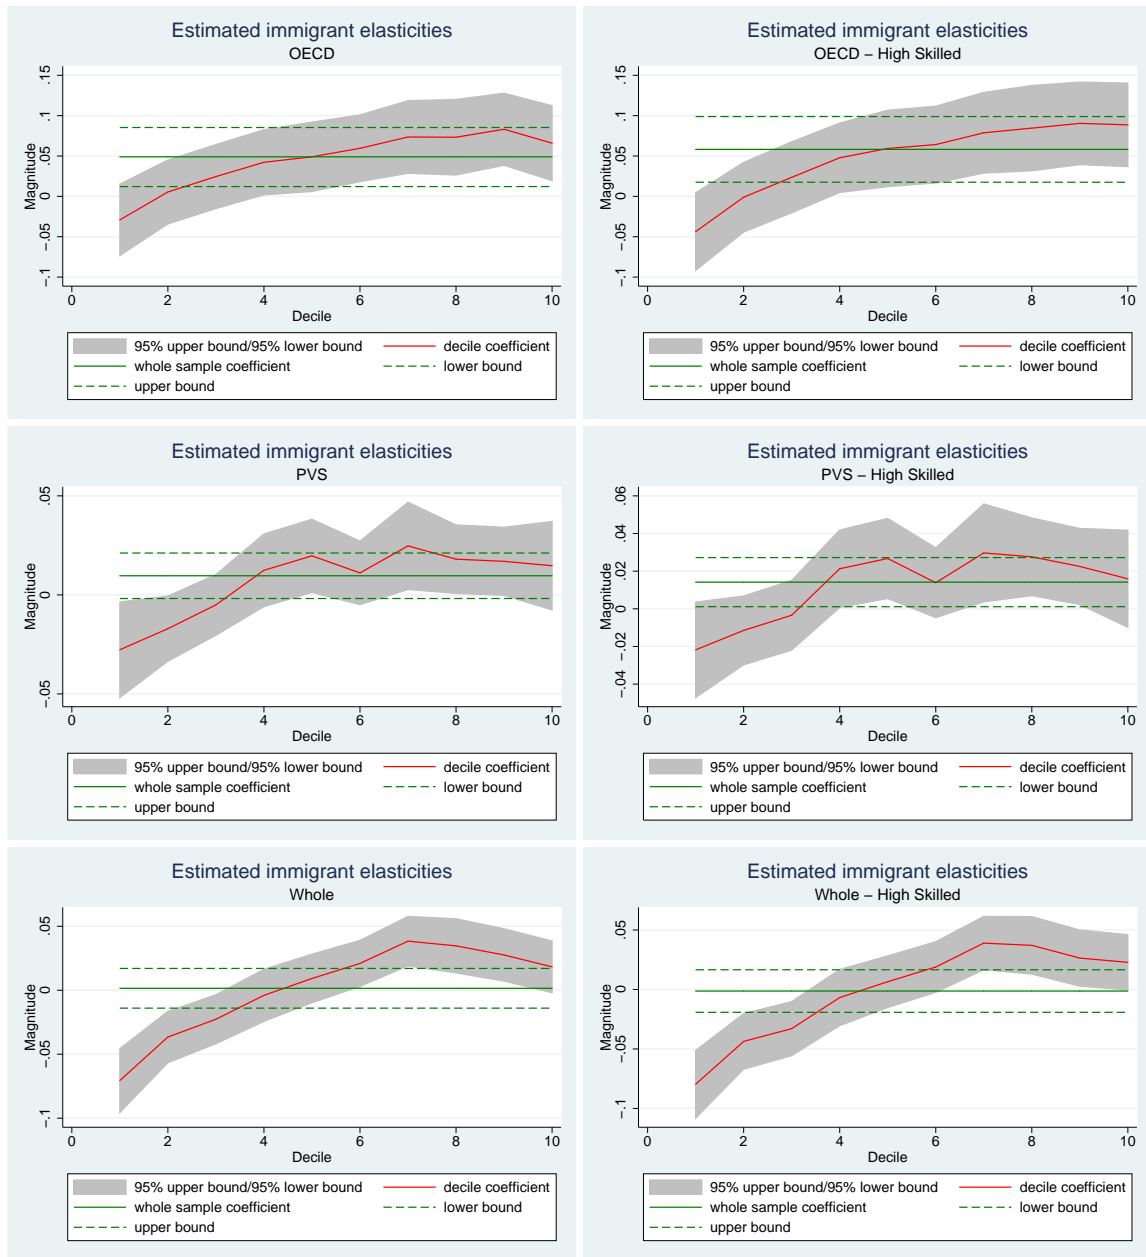 Estimated immigrant elasticities
OECD
Magnitude
.15
.1
.05
0
−.05
−.1
0 2 4 6 8 10
Decile
95% upper bound/95% lower bound decile coefficient
whole sample coefficient lower bound
upper bound
Estimated immigrant elasticities
OECD − High Skilled
Magnitude
.15
.1
.05
0
−.05
−.1
0 2 4 6 8 10
Decile
95% upper bound/95% lower bound decile coefficient
whole sample coefficient lower bound
upper bound
Estimated immigrant elasticities
PVS
Magnitude
.05
0
−.05
0 2 4 6 8 10
Decile
95% upper bound/95% lower bound decile coefficient
whole sample coefficient lower bound
upper bound
Estimated immigrant elasticities
PVS − High Skilled
Magnitude
.06
.04
.02
0
−.02
−.04
0 2 4 6 8 10
Decile
95% upper bound/95% lower bound decile coefficient
whole sample coefficient lower bound
upper bound
Estimated immigrant elasticities
Whole
Magnitude
.05
0
−.05
−.1
0 2 4 6 8 10
Decile
95% upper bound/95% lower bound decile coefficient
whole sample coefficient lower bound
upper bound
Estimated immigrant elasticities
Whole − High Skilled
Magnitude
.05
0
−.05
−.1
0 2 4 6 8 10
Decile
95% upper bound/95% lower bound decile coefficient
whole sample coefficient lower bound
upper bound